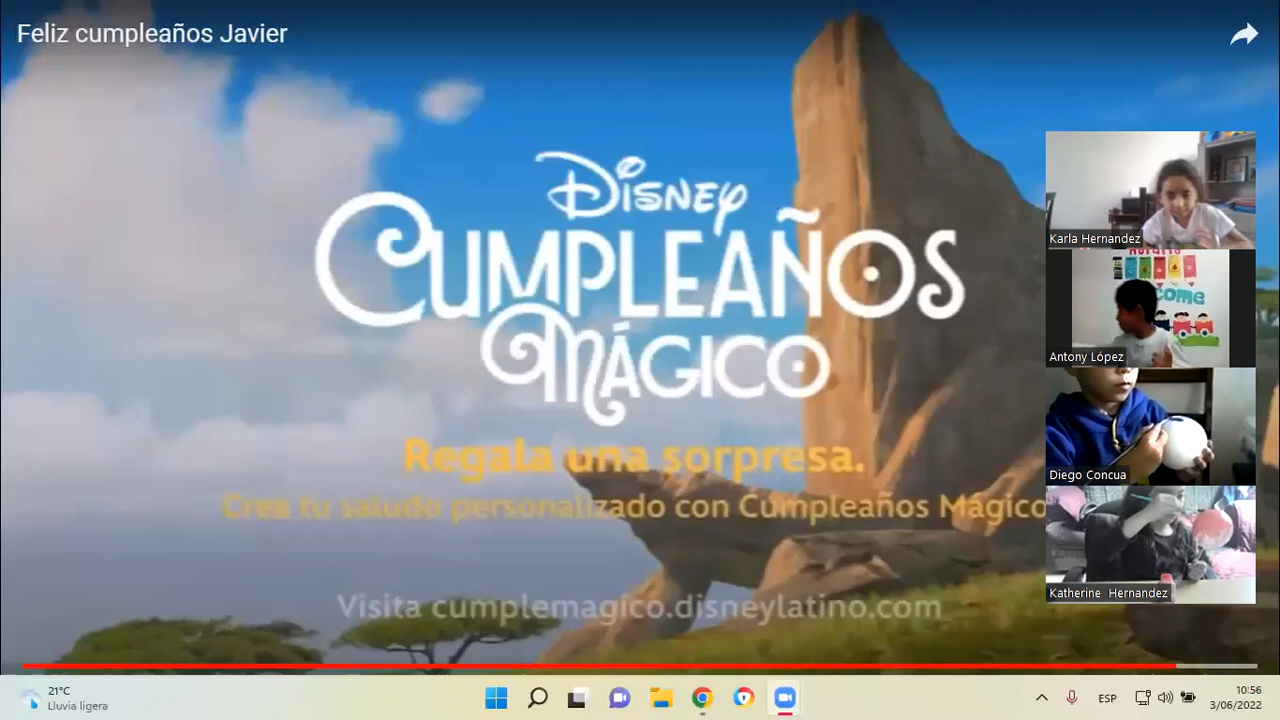 Feliz cumpleaños Javier
Disney
Cumpleaños
Mágico
Regala una sorpresa.
Crea tu saludo personalizado con Cumpleaños Mágico
Visita cumplemagico.disneylatino.com
Karla Hernandez
come
Antony López
Diego Concua
Katherine Hernandez
21°C
Lluvia ligera
ESP
10:56
3/06/2022